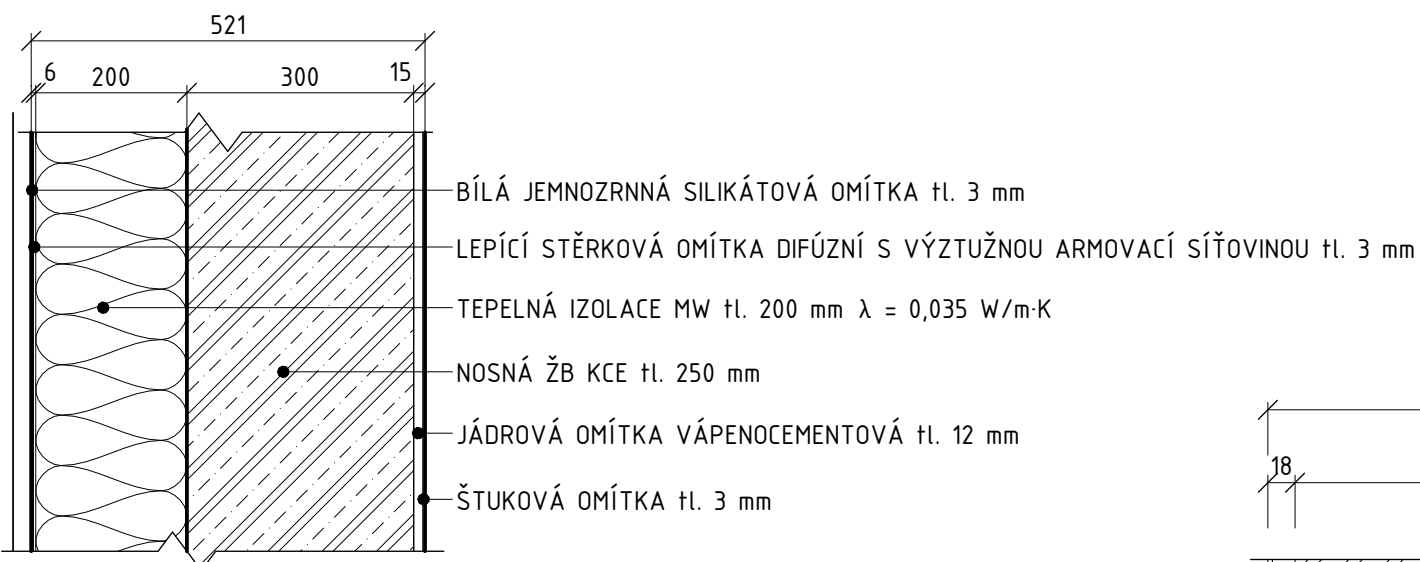 521
6 200 300 15
BÍLÁ JEMNOZRNNÁ SILIKÁTOVÁ OMÍTKA tl. 3 mm
LEPÍCÍ STĚRKOVÁ OMÍTKA DIFÚZNÍ S VÝZTUŽNOU ARMOVACÍ SÍŤOVINOU tl. 3 mm
TEPELNÁ IZOLACE MW tl. 200 mm λ = 0,035 W/m·K
NOSNÁ ŽB KCE tl. 250 mm
JÁDROVÁ OMÍTKA VÁPENOCEMENTOVÁ tl. 12 mm
18
ŠTUKOVÁ OMÍTKA tl. 3 mm